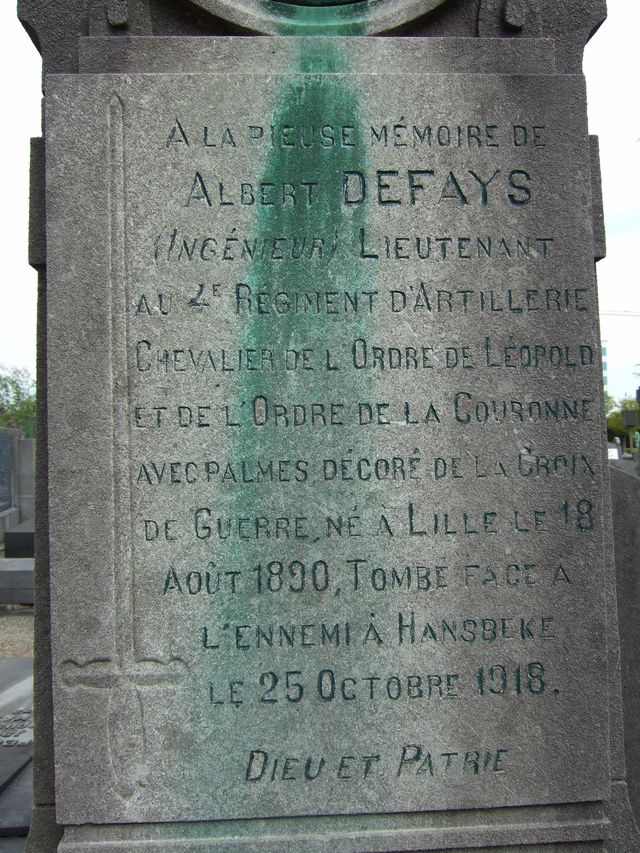 A LA PIEUSE MÉMOIRE DE
ALBERT DEFAYS
(INGÉNIEUR) LIEUTENANT
AU 2E RÉGIMENT D'ARTILLERIE
CHEVALIER DE L'ORDRE DE LÉOPOLD
ET DE L'ORDRE DE LA COURONNE
AVEC PALMES, DÉCORÉ DE LA CROIX
DE GUERRE, NÉ À LILLE LE 18
AOÛT 1890, TOMBÉ FACE A
L'ENNEMI À HANSBEKE
LE 25 OCTOBRE 1918.
DIEU ET PATRIE